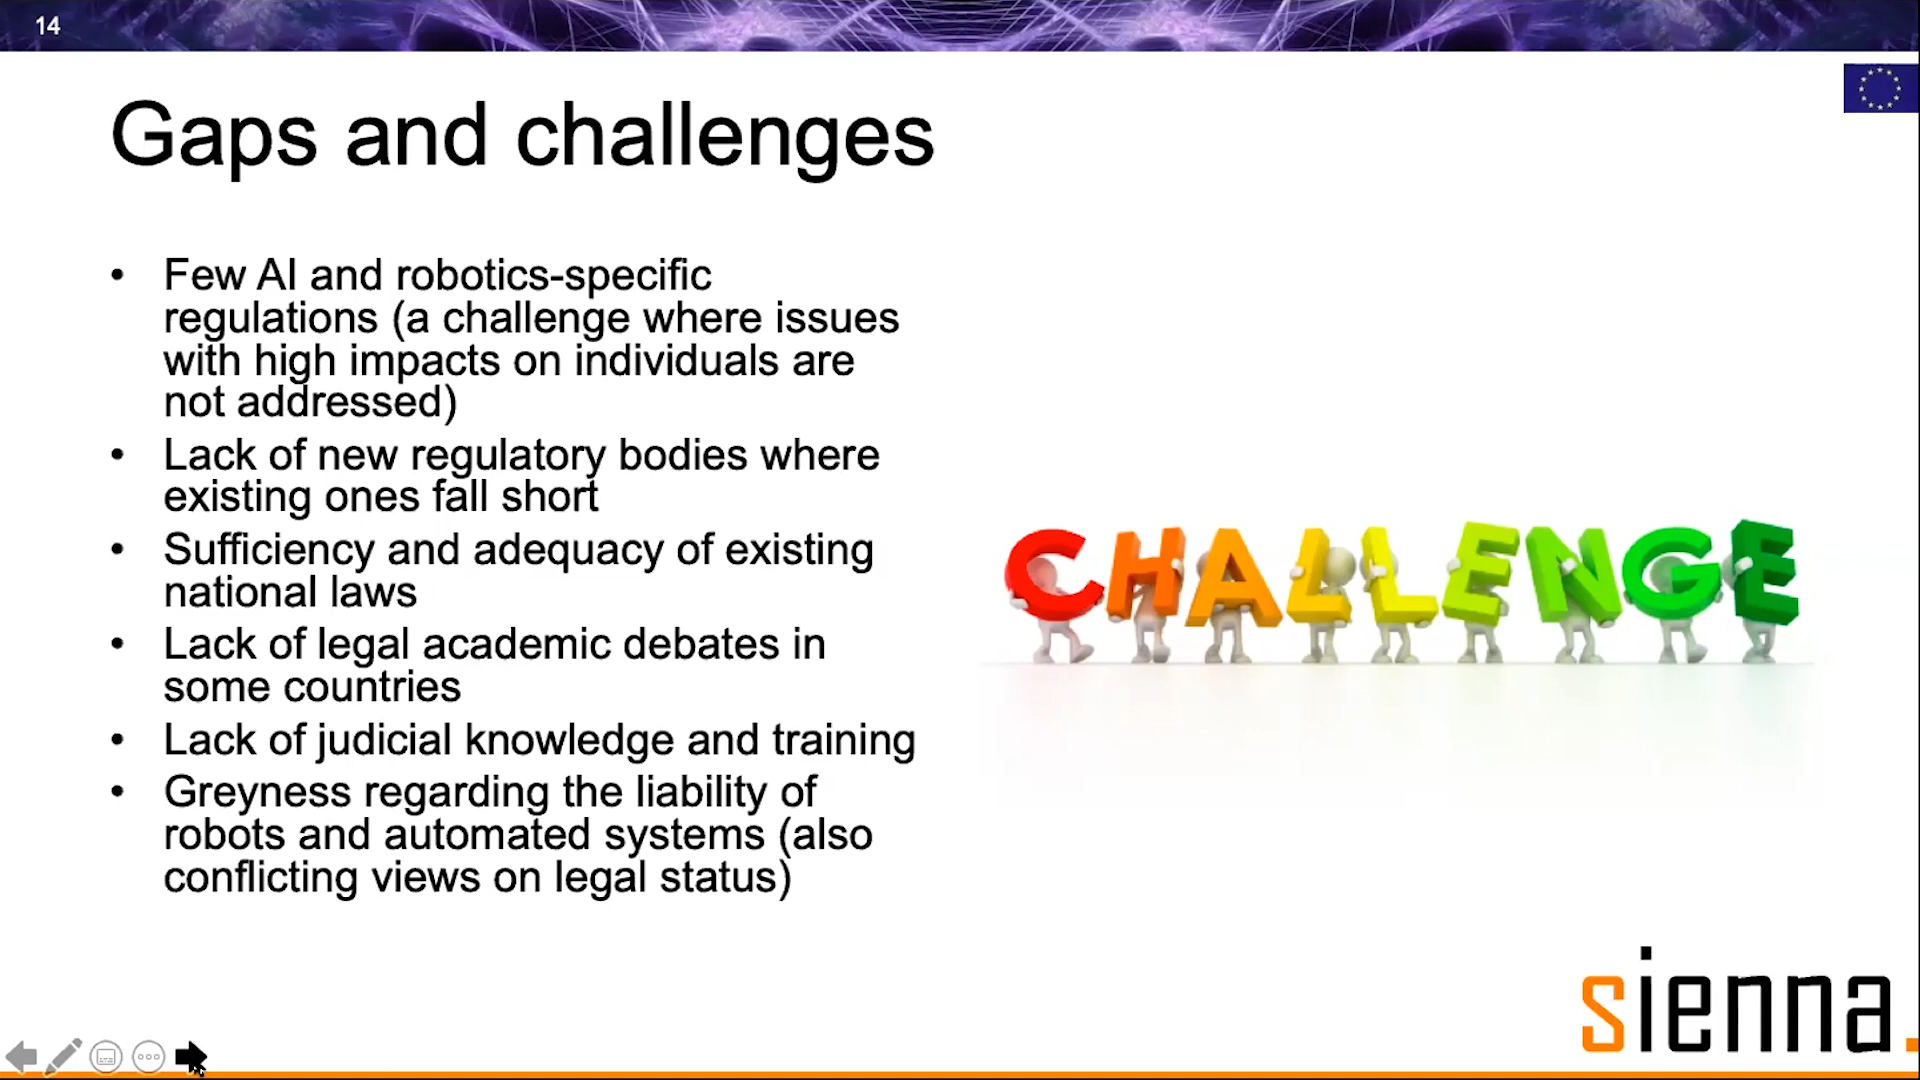 14
Gaps and challenges
• Few AI and robotics-specific
regulations (a challenge where issues
with high impacts on individuals are
not addressed)
• Lack of new regulatory bodies where
existing ones fall short
• Sufficiency and adequacy of existing
national laws
• Lack of legal academic debates in
some countries
• Lack of judicial knowledge and training
• Greyness regarding the liability of
robots and automated systems (also
conflicting views on legal status)
CHALLENGE
sienna.